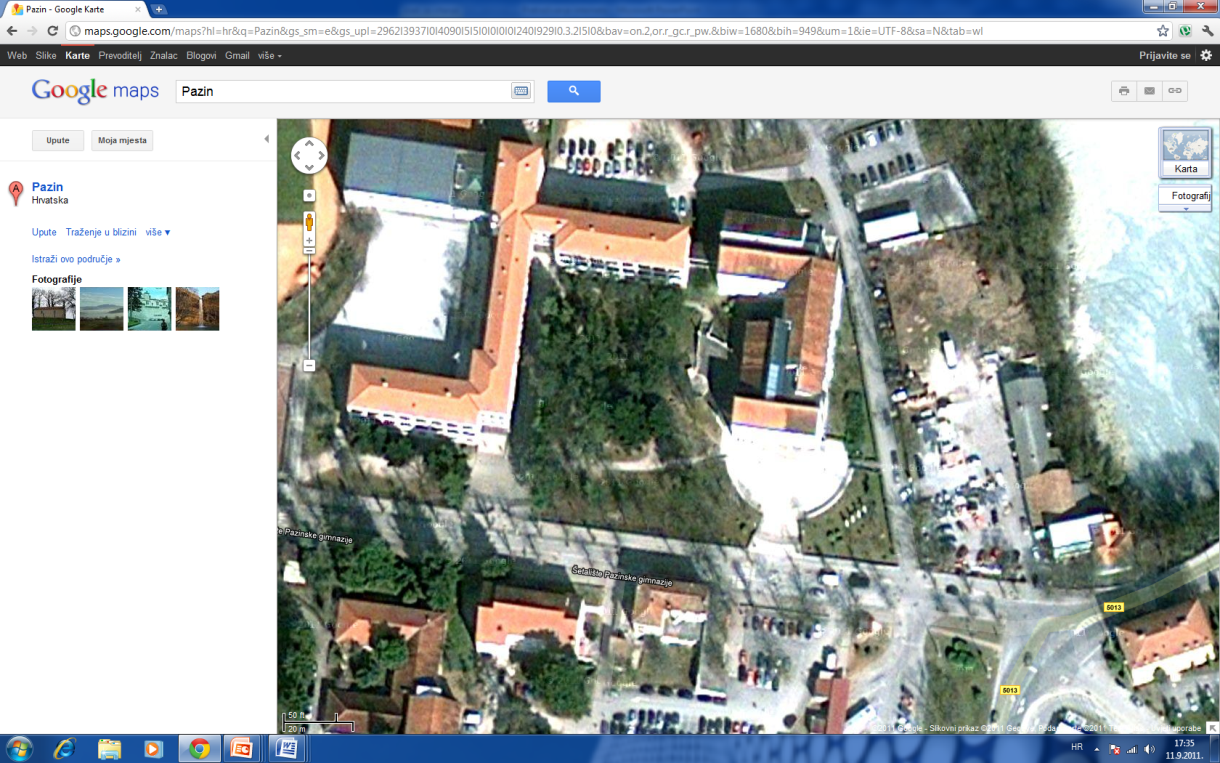 Pazin - Google Karte
maps.google.com/maps?hl=hr&q=Pazin&gs_sm=e&gs_upl=2962l3937l0l4090l5l5l0l0l0l0l240l929l0.3.2l5l0&bav=on.2,or.r_gc.r_pw.&biw=1680&bih=949&um=1&ie=UTF-8&sa=N&tab=wl
Web Slike Karte Prevoditelj Znalac Blogovi Gmail više
Prijavite se
Google maps
Pazin
Upute
Moja mjesta
A
Pazin
Hrvatska
Upute Traženje u blizini više ▾
Istraži ovo područje »
Fotografije
Karta
Fotografij
Pazinske gimnazije
Šetalište Pazinske gimnazije
5013
5013
50 ft
20 m
HR
17:35
11.9.2011.